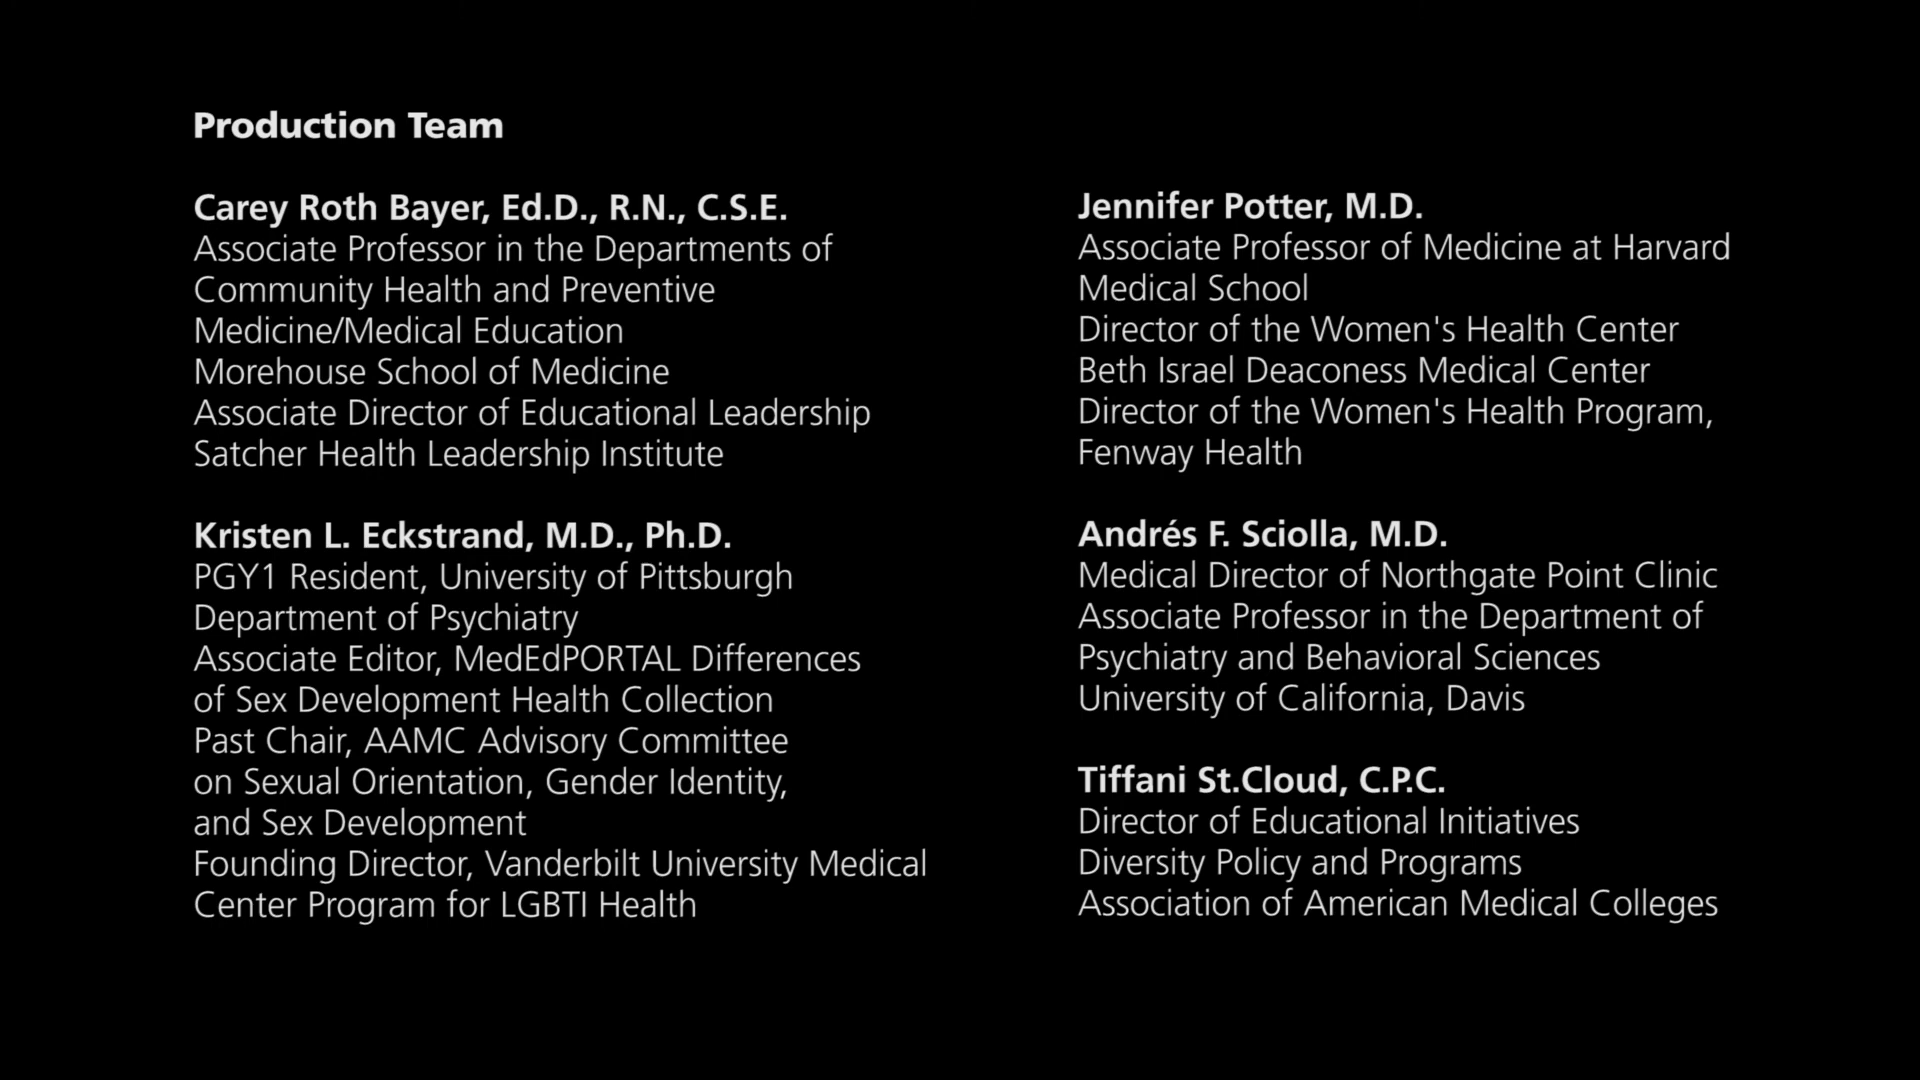 Production Team
Carey Roth Bayer, Ed.D., R.N., C.S.E.
Associate Professor in the Departments of
Community Health and Preventive
Medicine/Medical Education
Morehouse School of Medicine
Associate Director of Educational Leadership
Satcher Health Leadership Institute
Kristen L. Eckstrand, M.D., Ph.D.
PGY1 Resident, University of Pittsburgh
Department of Psychiatry
Associate Editor, MedEdPORTAL Differences
of Sex Development Health Collection
Past Chair, AAMC Advisory Committee
on Sexual Orientation, Gender Identity,
and Sex Development
Founding Director, Vanderbilt University Medical
Center Program for LGBTI Health
Jennifer Potter, M.D.
Associate Professor of Medicine at Harvard
Medical School
Director of the Women's Health Center
Beth Israel Deaconess Medical Center
Director of the Women's Health Program,
Fenway Health
Andrés F. Sciolla, M.D.
Medical Director of Northgate Point Clinic
Associate Professor in the Department of
Psychiatry and Behavioral Sciences
University of California, Davis
Tiffani St.Cloud, C.P.C.
Director of Educational Initiatives
Diversity Policy and Programs
Association of American Medical Colleges